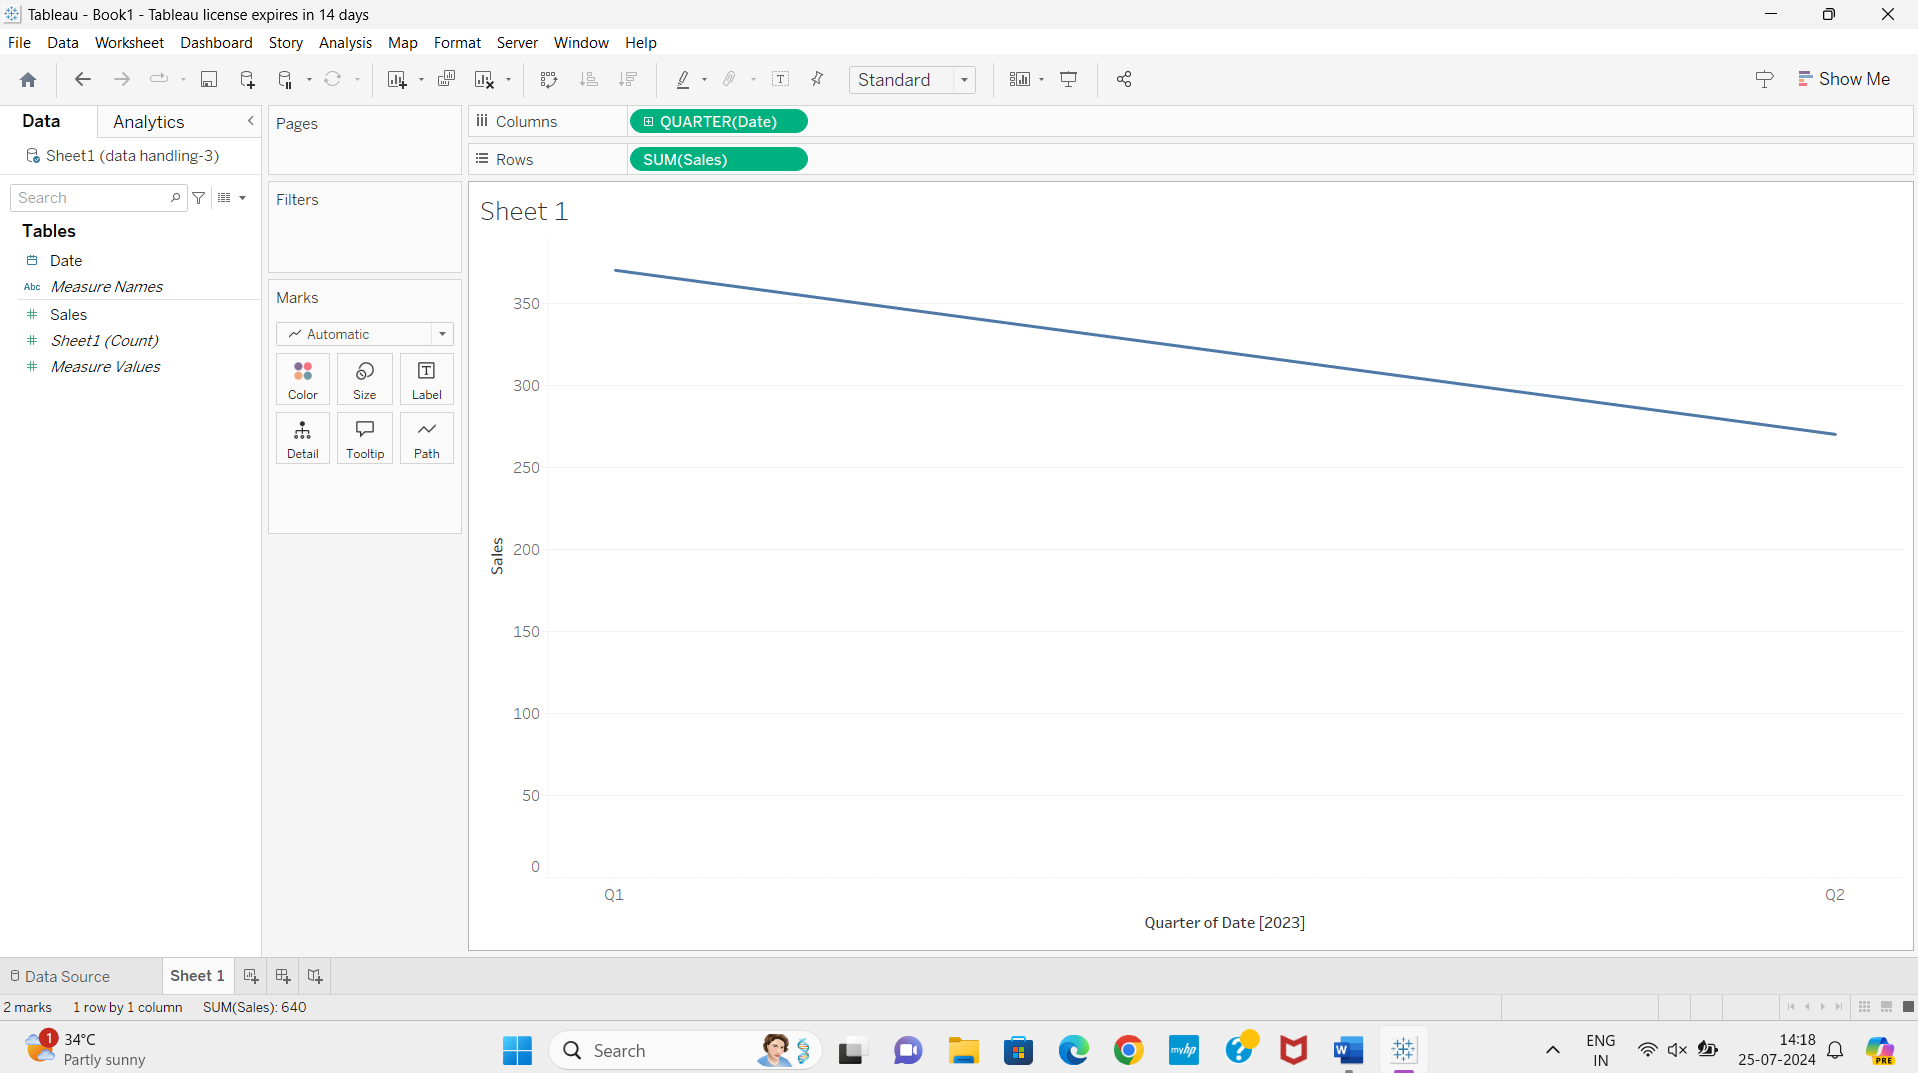 Tableau - Book1 - Tableau license expires in 14 days
File Data Worksheet Dashboard Story Analysis Map Format Server Window Help
Standard
Show Me
Data Analytics
Sheet1 (data handling-3)
Search
Tables
Date
Abc Measure Names
Sales
Sheet1 (Count)
Measure Values
Pages
Filters
Marks
Automatic
Color Size Label
Detail Tooltip Path
Columns QUARTER(Date)
Rows SUM(Sales)
Sheet 1
350
300
250
200
150
100
50
0
Sales
Q1 Q2
Quarter of Date [2023]
Data Source Sheet 1
2 marks 1 row by 1 column SUM(Sales): 640
1
34°C
Partly sunny
Search
myhp
W
ENG
IN
14:18
25-07-2024
PRE